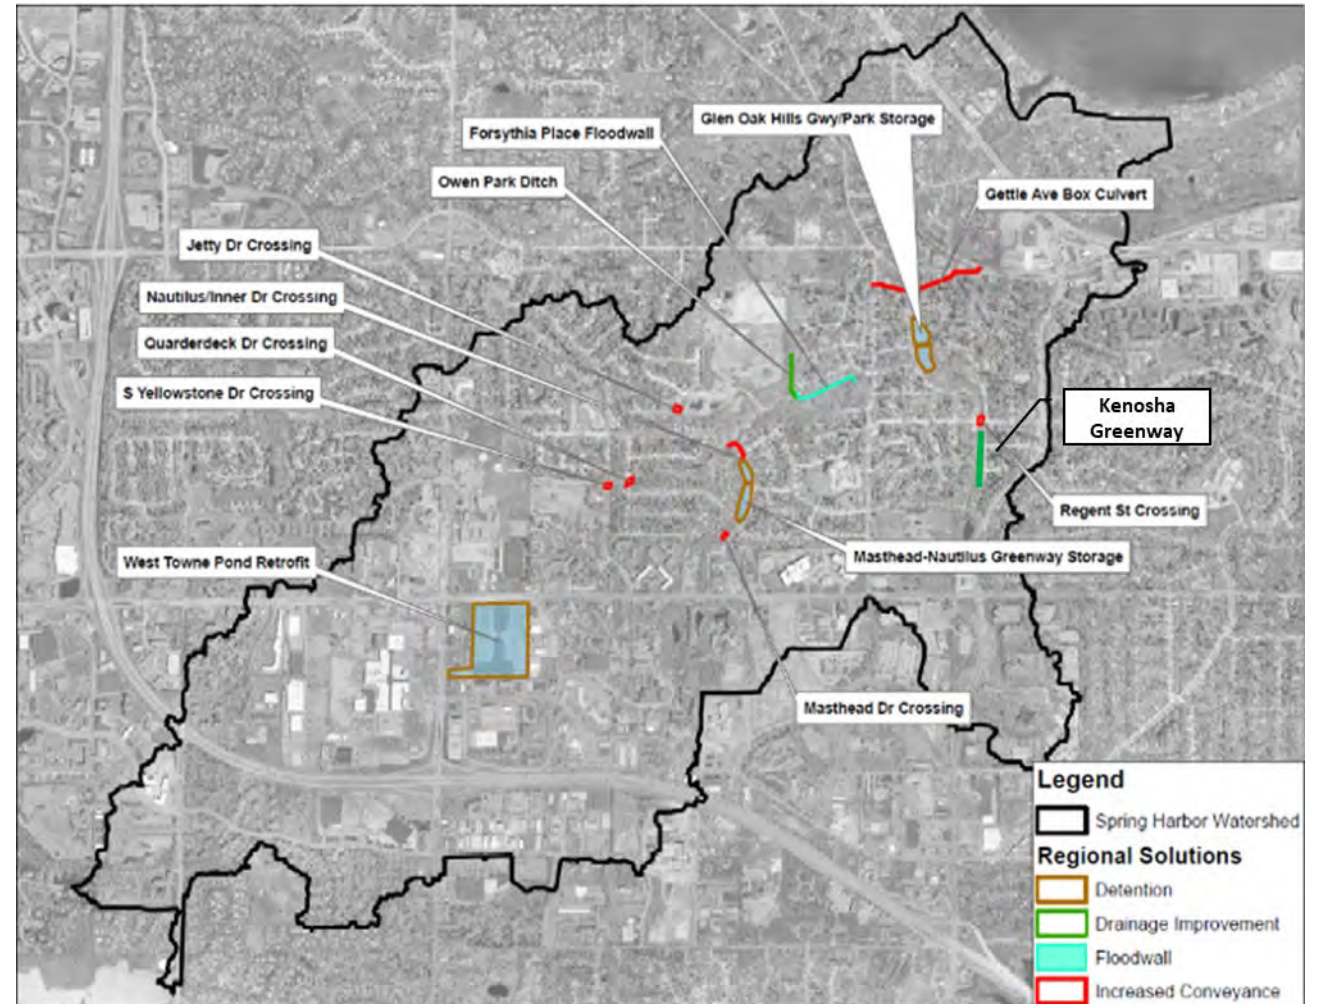 Glen Oak Hills Gwy/Park Storage
Forsythia Place Floodwall
Owen Park Ditch
Gettle Ave Box Culvert
Jetty Dr Crossing
Nautilus/Inner Dr Crossing
Quarderdeck Dr Crossing
S Yellowstone Dr Crossing
Kenosha
Greenway
Regent St Crossing
West Towne Pond Retrofit
Masthead-Nautilus Greenway Storage
Masthead Dr Crossing
Legend
Spring Harbor Watershed
Regional Solutions
Detention
Drainage Improvement
Floodwall
Increased Conveyance